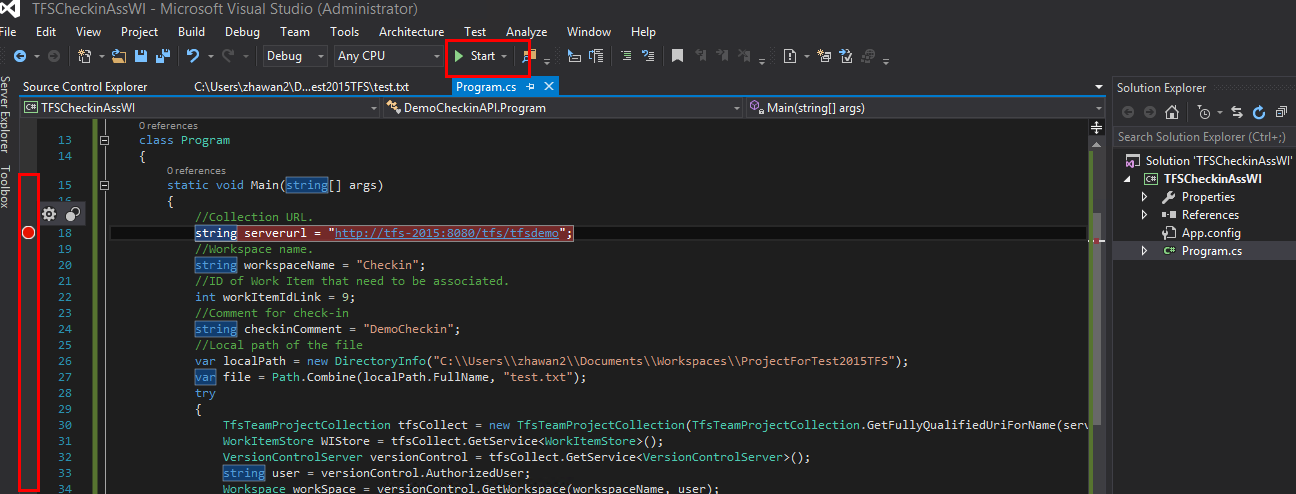 TFSCheckinAssWI - Microsoft Visual Studio (Administrator)
File Edit View Project Build Debug Team Tools Architecture Test Analyze Window Help
Debug Any CPU Start
Server Explorer
Toolbox
Source Control Explorer C:\Users\zhawan2\D...est2015TFS\test.txt Program.cs
TFSCheckinAssWI DemoCheckinAPI.Program Main(string[] args)
0 references
13 class Program
14 {
0 references
15 static void Main(string[] args)
{
//Collection URL.
18 string serverurl = "http://tfs-2015:8080/tfs/tfsdemo";
19 //Workspace name.
20 string workspaceName = "Checkin";
21 //ID of Work Item that need to be associated.
22 int workItemIdLink = 9;
23 //Comment for check-in
24 string checkinComment = "DemoCheckin";
25 //Local path of the file
26 var localPath = new DirectoryInfo("C:\\Users\\zhawan2\\Documents\\Workspaces\\ProjectForTest2015TFS");
27 var file = Path.Combine(localPath.FullName, "test.txt");
28 try
29 {
30 TfsTeamProjectCollection tfsCollect = new TfsTeamProjectCollection(TfsTeamProjectCollection.GetFullyQualifiedUriForName(serv
31 WorkItemStore WIStore = tfsCollect.GetService<WorkItemStore>();
32 VersionControlServer versionControl = tfsCollect.GetService<VersionControlServer>();
33 string user = versionControl.AuthorizedUser;
34 Workspace workSpace = versionControl.GetWorkspace(workspaceName, user);
Solution Explorer
Search Solution Explorer (Ctrl+;)
Solution 'TFSCheckinAssWI'
TFSCheckinAssWI
Properties
References
App.config
Program.cs